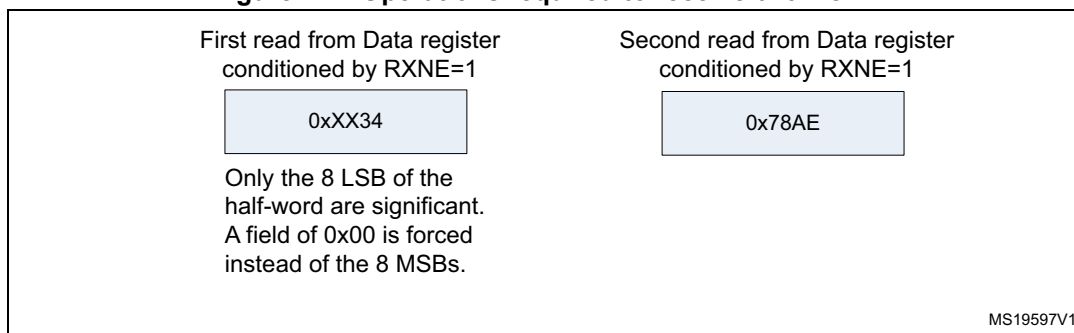 First read from Data register
conditioned by RXNE=1
0xXX34
Only the 8 LSB of the
half-word are significant.
A field of 0x00 is forced
instead of the 8 MSBs.
Second read from Data register
conditioned by RXNE=1
0x78AE
MS19597V1